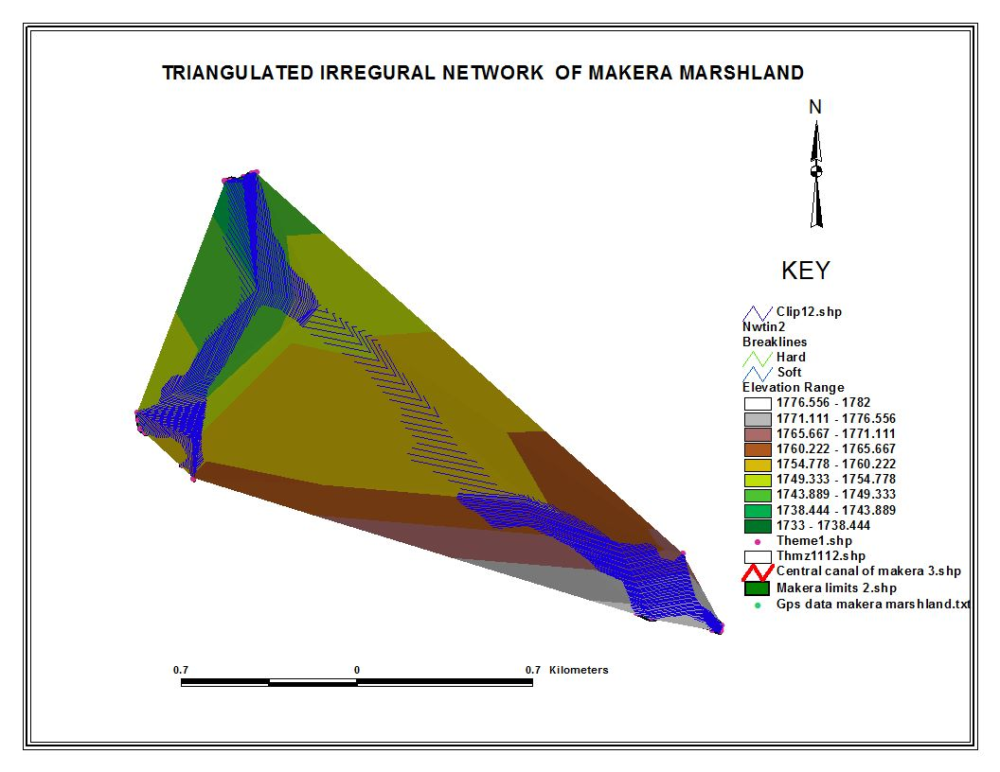 TRIANGULATED IRREGURAL NETWORK OF MAKERA MARSHLAND
N
KEY
Clip12.shp
Nwtin2
Breaklines
Hard
Soft
Elevation Range
1776.556 - 1782
1771.111 - 1776.556
1765.667 - 1771.111
1760.222 - 1765.667
1754.778 - 1760.222
1749.333 - 1754.778
1743.889 - 1749.333
1738.444 - 1743.889
1733 - 1738.444
Theme1.shp
Thmz1112.shp
Central canal of makera 3.shp
Makera limits 2.shp
Gps data makera marshland.txt
0.7 0 0.7 Kilometers